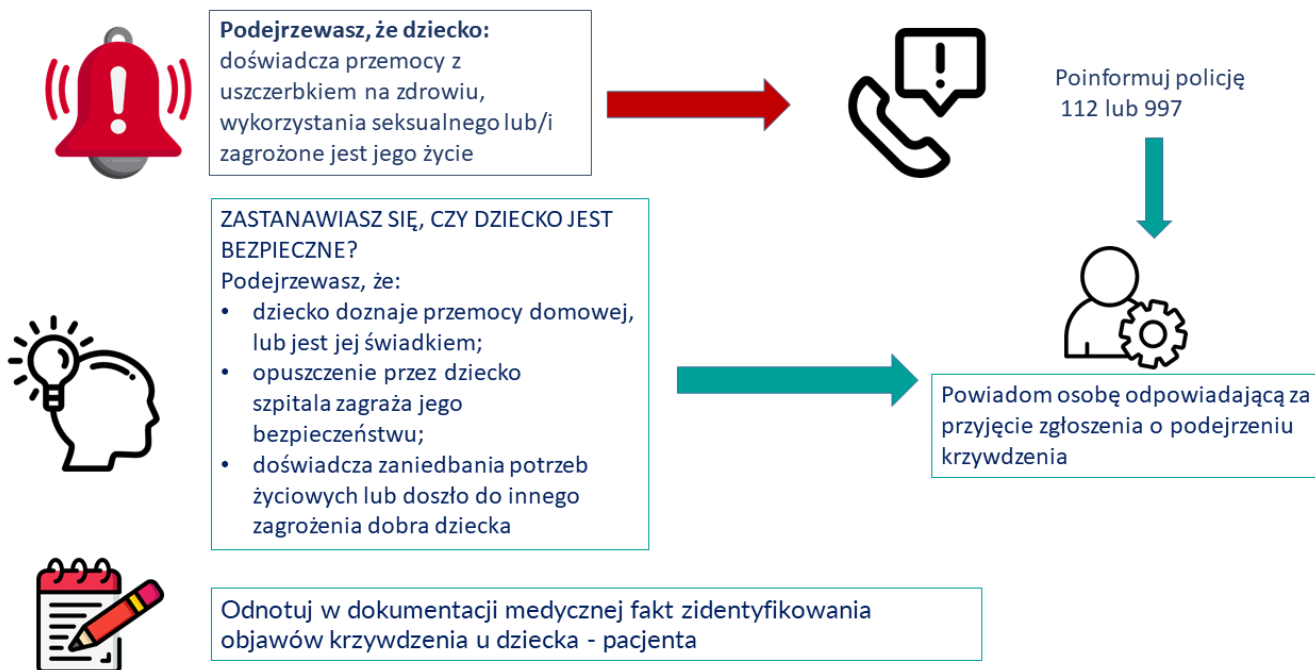 Podejrzewasz, że dziecko:
doświadcza przemocy z
uszczerbkiem na zdrowiu,
wykorzystania seksualnego lub/i
zagrożone jest jego życie
Poinformuj policję
112 lub 997
ZASTANAWIASZ SIĘ, CZY DZIECKO JEST
BEZPIECZNE?
Podejrzewasz, że:
• dziecko doznaje przemocy domowej,
lub jest jej świadkiem;
• opuszczenie przez dziecko
szpitala zagraża jego
bezpieczeństwu;
• doświadcza zaniedbania potrzeb
życiowych lub doszło do innego
zagrożenia dobra dziecka
Powiadom osobę odpowiadającą za
przyjęcie zgłoszenia o podejrzeniu
krzywdzenia
Odnotuj w dokumentacji medycznej fakt zidentyfikowania
objawów krzywdzenia u dziecka - pacjenta